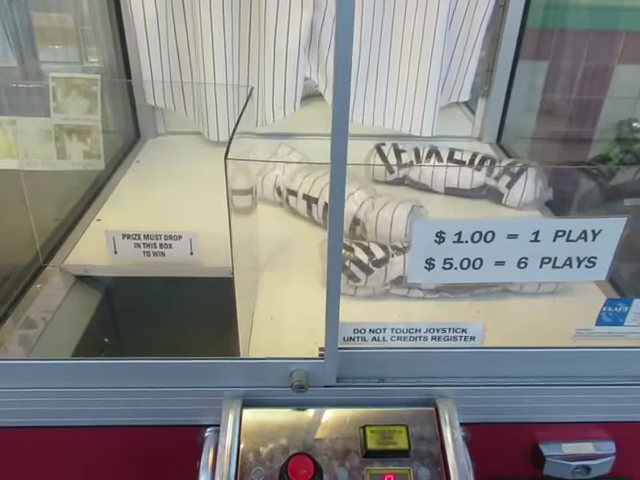 PRIZE MUST DROP
IN THIS BOX
TO WIN
TEIXEIRA
$ 1.00 = 1 PLAY
$ 5.00 = 6 PLAYS
DO NOT TOUCH JOYSTICK
UNTIL ALL CREDITS REGISTER